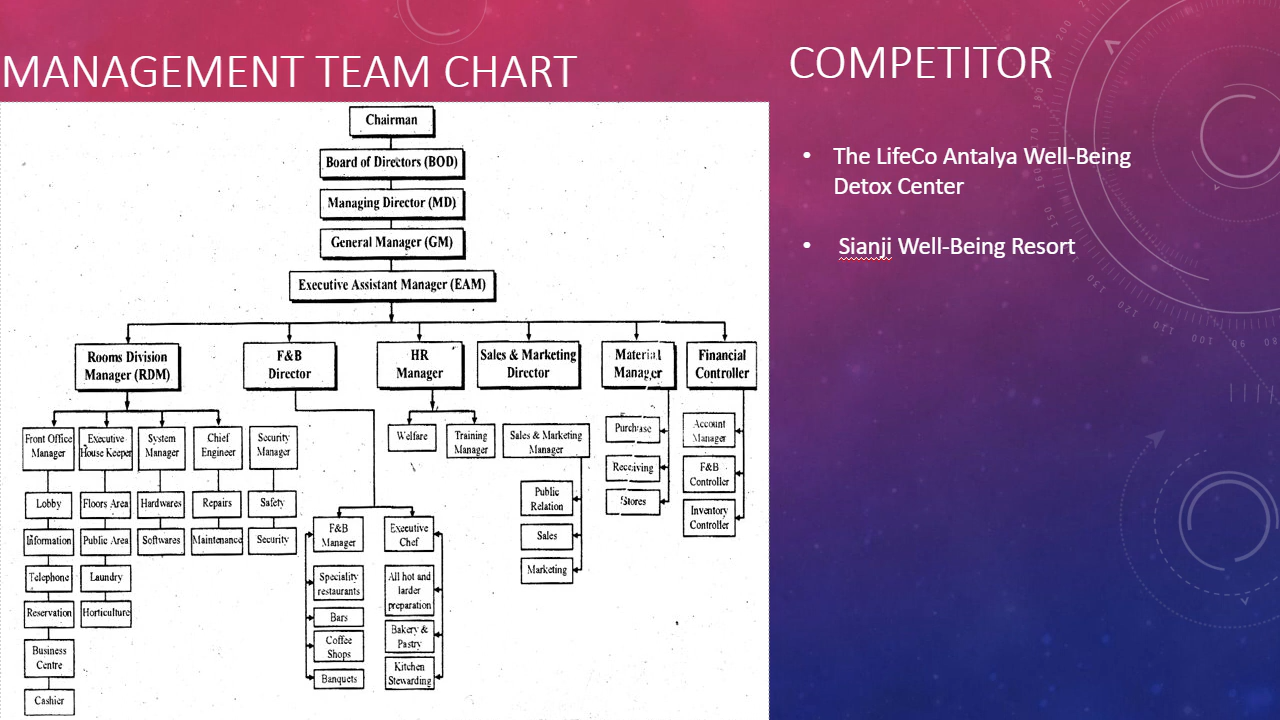 MANAGEMENT TEAM CHART
Chairman
Board of Directors (BOD)
Managing Director (MD)
General Manager (GM)
Executive Assistant Manager (EAM)
Rooms Division
Manager (RDM)
F&B
Director
HR
Manager
Sales & Marketing
Director
Material
Manager
Financial
Controller
Front Office
Manager
Executive
House Keeper
System
Manager
Chief
Engineer
Security
Manager
Welfare
Training
Manager
Sales & Marketing
Manager
Purchase
Account
Manager
Receiving
F&B
Controller
Stores
Inventory
Controller
Lobby
Floors Area
Hardwares
Repairs
Safety
Information
Public Area
Softwares
Maintenance
Security
Telephone
Laundry
Reservation
Horticulture
Business
Centre
Cashier
F&B
Manager
Speciality
restaurants
Bars
Coffee
Shops
Banquets
Executive
Chef
All hot and
larder
preparation
Bakery &
Pastry
Kitchen
Stewarding
Public
Relation
Sales
Marketing
COMPETITOR
• The LifeCo Antalya Well-Being
Detox Center
• Sianji Well-Being Resort